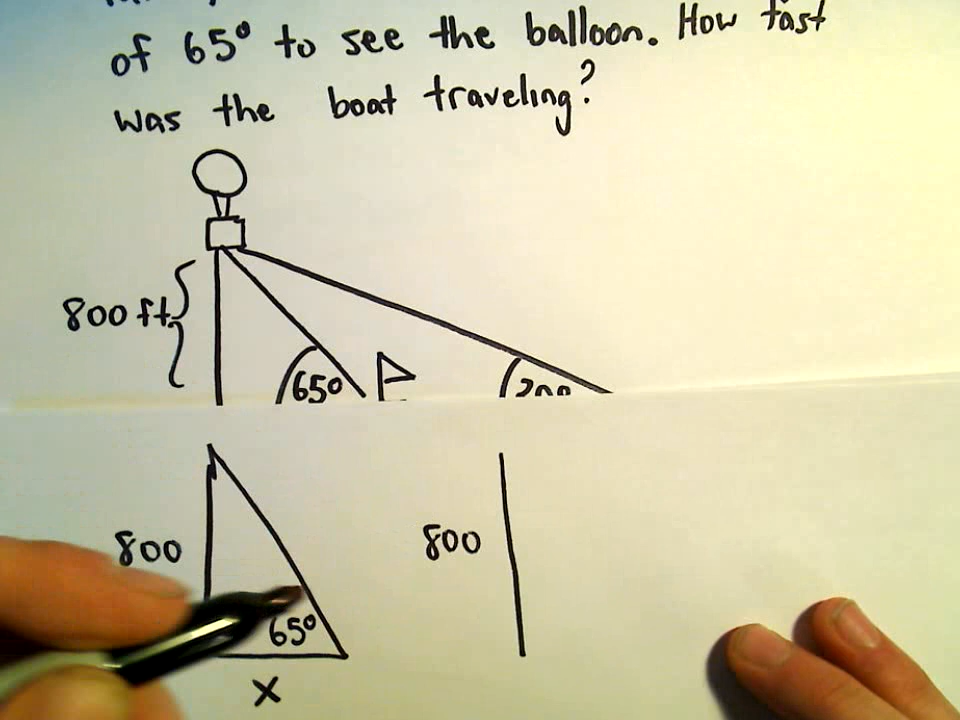 of 65° to see the balloon. How fast
was the boat traveling?
800 ft.
65°
800
800
65°
x